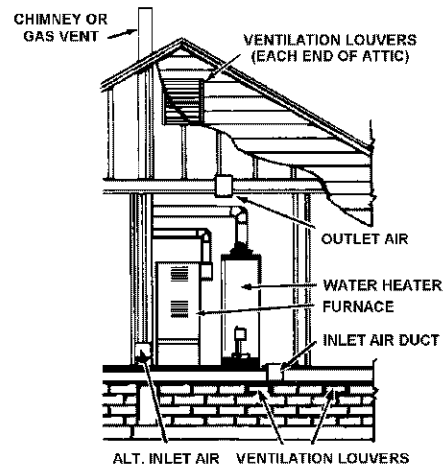 CHIMNEY OR
GAS VENT
VENTILATION LOUVERS
(EACH END OF ATTIC)
OUTLET AIR
WATER HEATER
FURNACE
INLET AIR DUCT
ALT. INLET AIR
VENTILATION LOUVERS